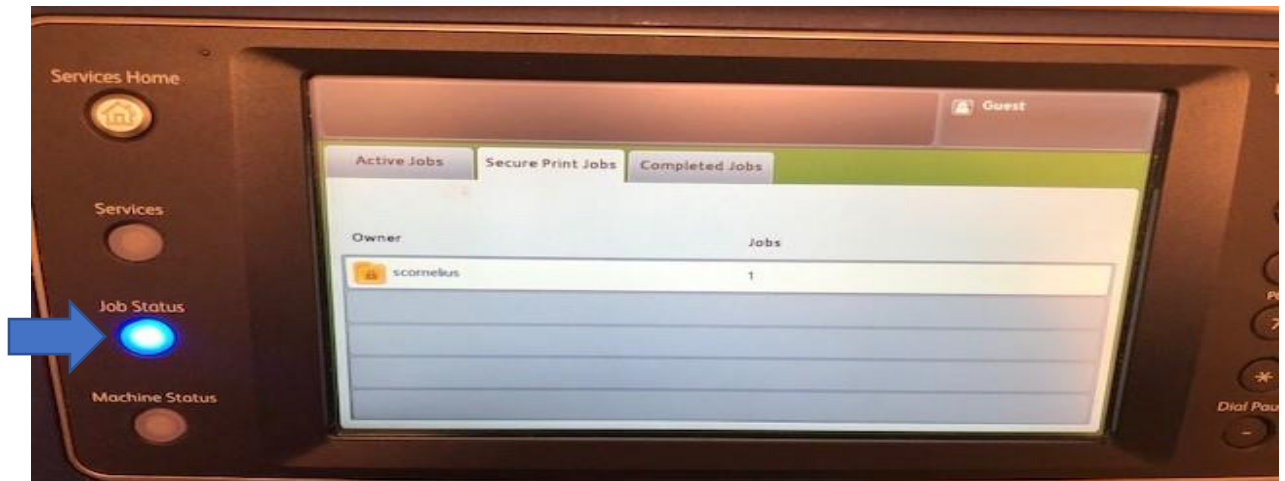 Services Home
Guest
Active Jobs
Secure Print Jobs
Completed Jobs
Services
Owner
Jobs
scornelius
1
Job Status
Machine Status
7
*
Dial Pau
-